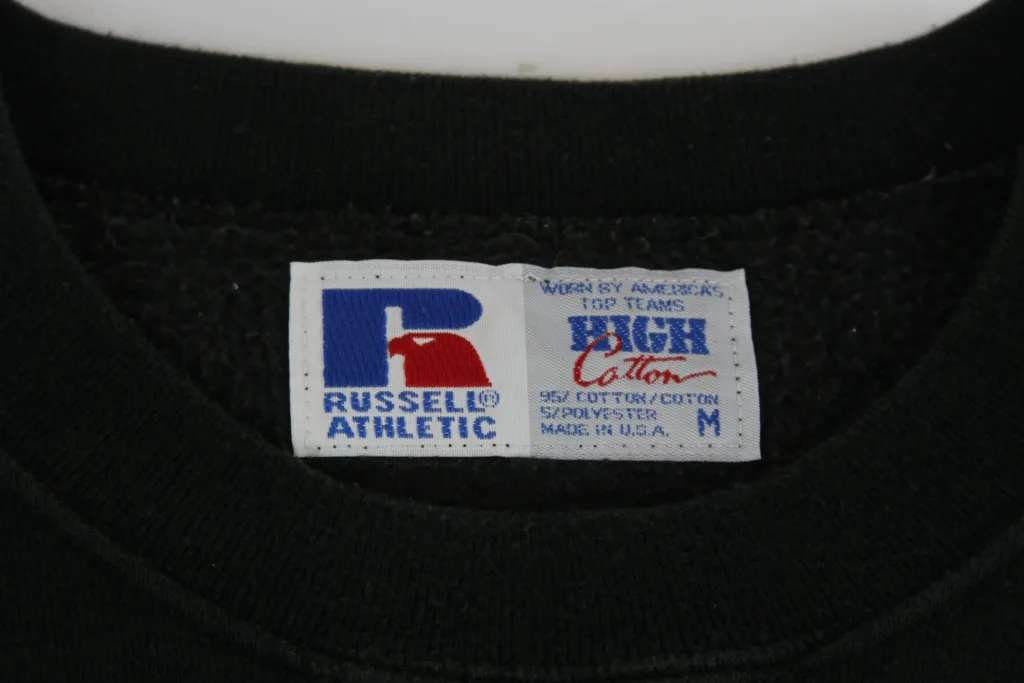 R
RUSSELL®
ATHLETIC
WORN BY AMERICA'S
TOP TEAMS
HIGH
Cotton
95% COTTON/COTON
5%POLYESTER
MADE IN U.S.A.
M